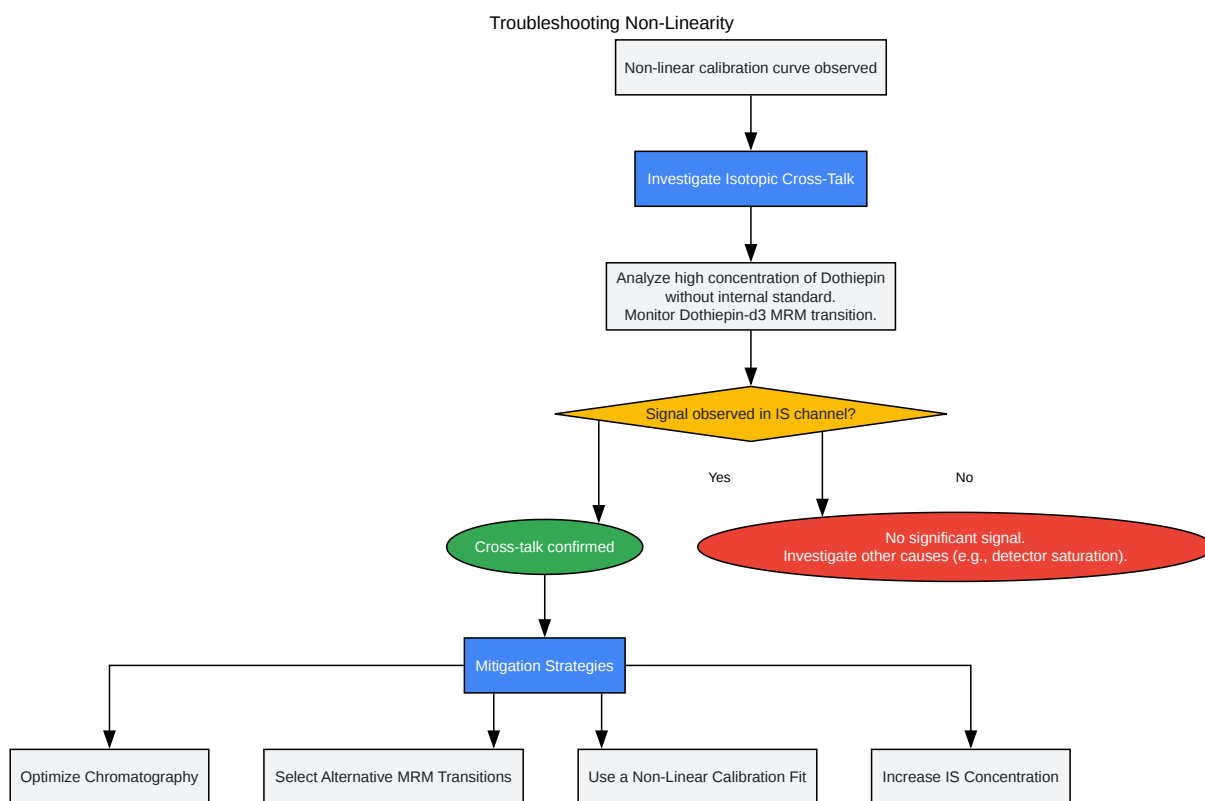 Troubleshooting Non-Linearity
Non-linear calibration curve observed
Investigate Isotopic Cross-Talk
Analyze high concentration of Dothiepin
without internal standard.
Monitor Dothiepin-d3 MRM transition.
Signal observed in IS channel?
Yes
No
Cross-talk confirmed
No significant signal.
Investigate other causes (e.g., detector saturation).
Mitigation Strategies
Optimize Chromatography
Select Alternative MRM Transitions
Use a Non-Linear Calibration Fit
Increase IS Concentration